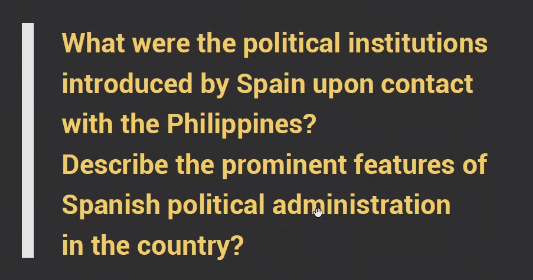 What were the political institutions
introduced by Spain upon contact
with the Philippines?
Describe the prominent features of
Spanish political administration
in the country?